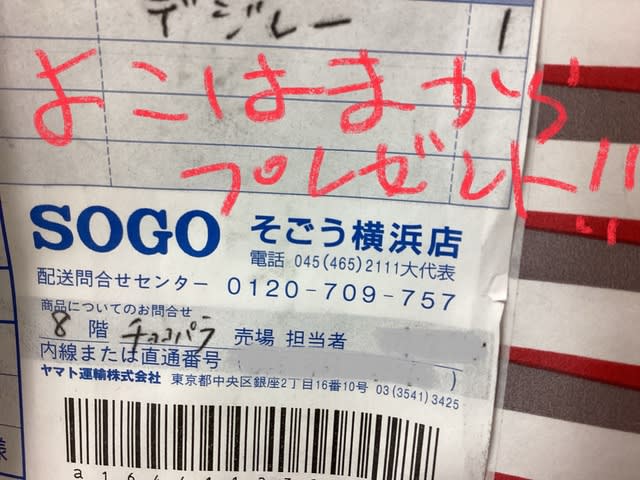 デジレー 1
よこはまから
プレゼント!!
SOGO そごう横浜店
電話 045(465)2111大代表
配送問合せセンター 0120-709-757
商品についてのお問合せ
8 階 チョコパラ 売場 担当者
内線または直通番号 )
ヤマト運輸株式会社 東京都中央区銀座2丁目16番10号 03(3541)3425
様